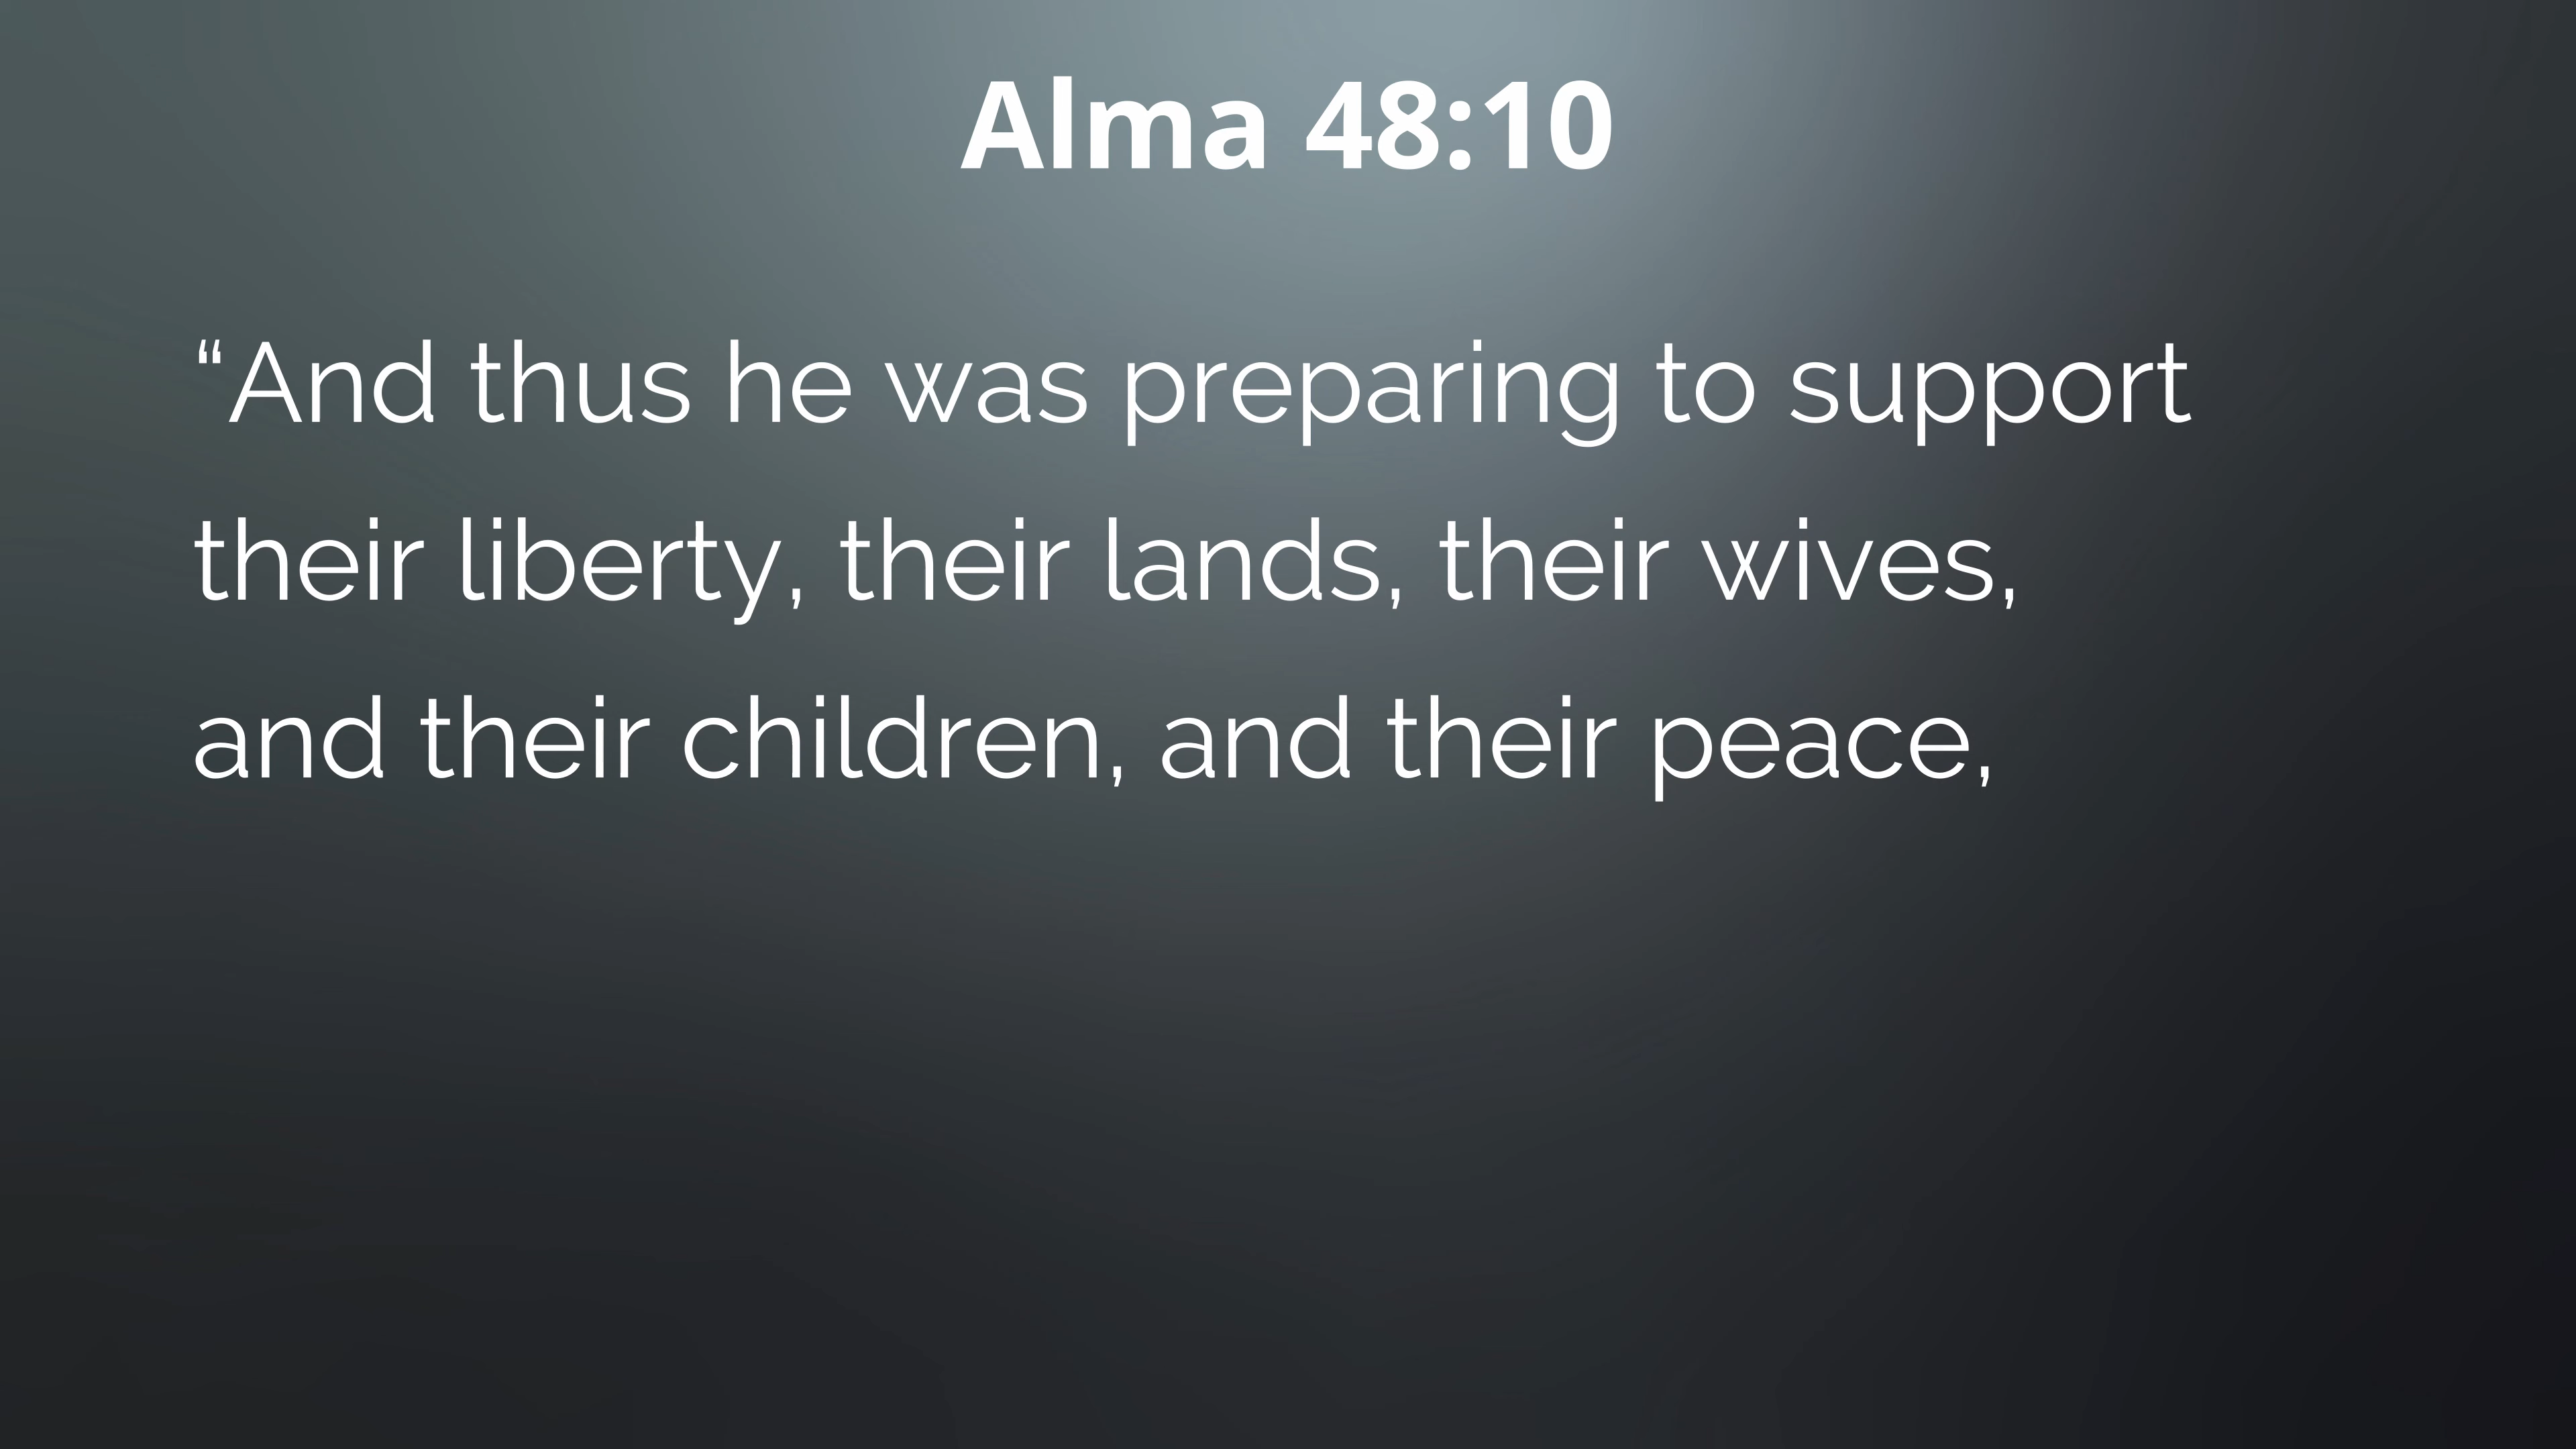 Alma 48:10
“And thus he was preparing to support
their liberty, their lands, their wives,
and their children, and their peace,